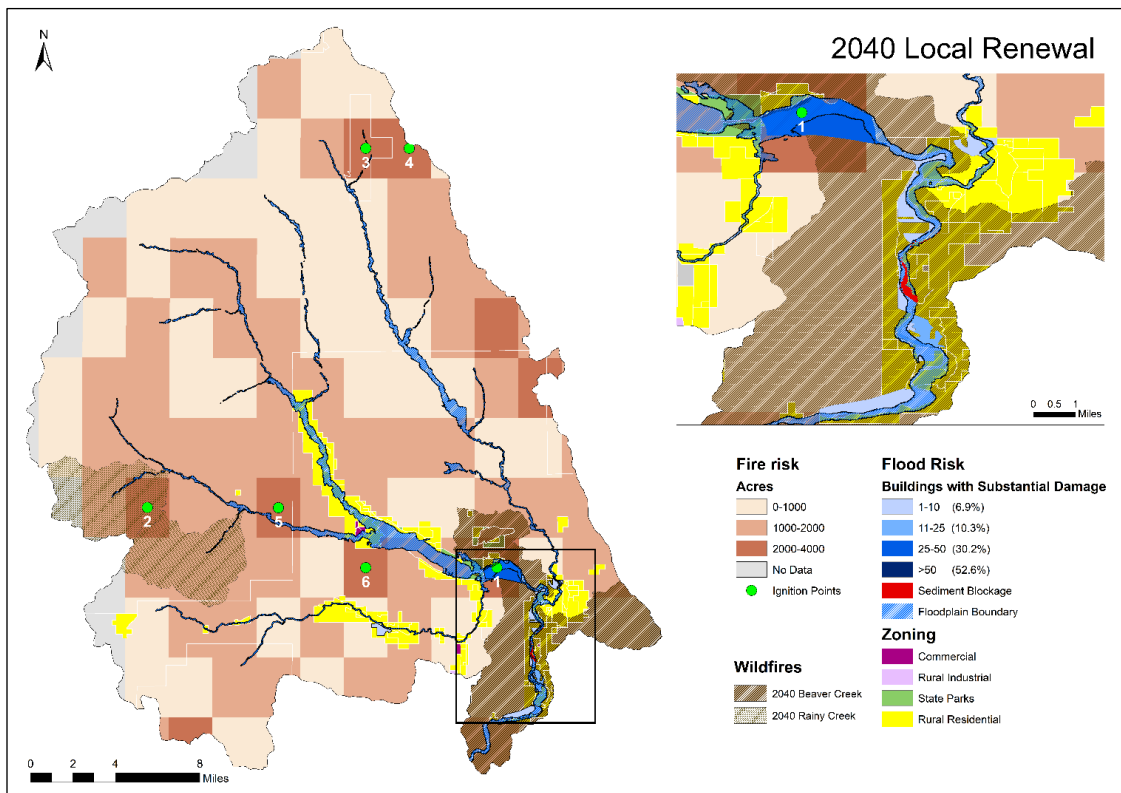 N
2040 Local Renewal
1
0 0.5 1
Miles
3
4
2
5
6
1
0 2 4 8
Miles
Fire risk
Acres
0-1000
1000-2000
2000-4000
No Data
Ignition Points
Wildfires
2040 Beaver Creek
2040 Rainy Creek
Flood Risk
Buildings with Substantial Damage
1-10 (6.9%)
11-25 (10.3%)
25-50 (30.2%)
>50 (52.6%)
Sediment Blockage
Floodplain Boundary
Zoning
Commercial
Rural Industrial
State Parks
Rural Residential